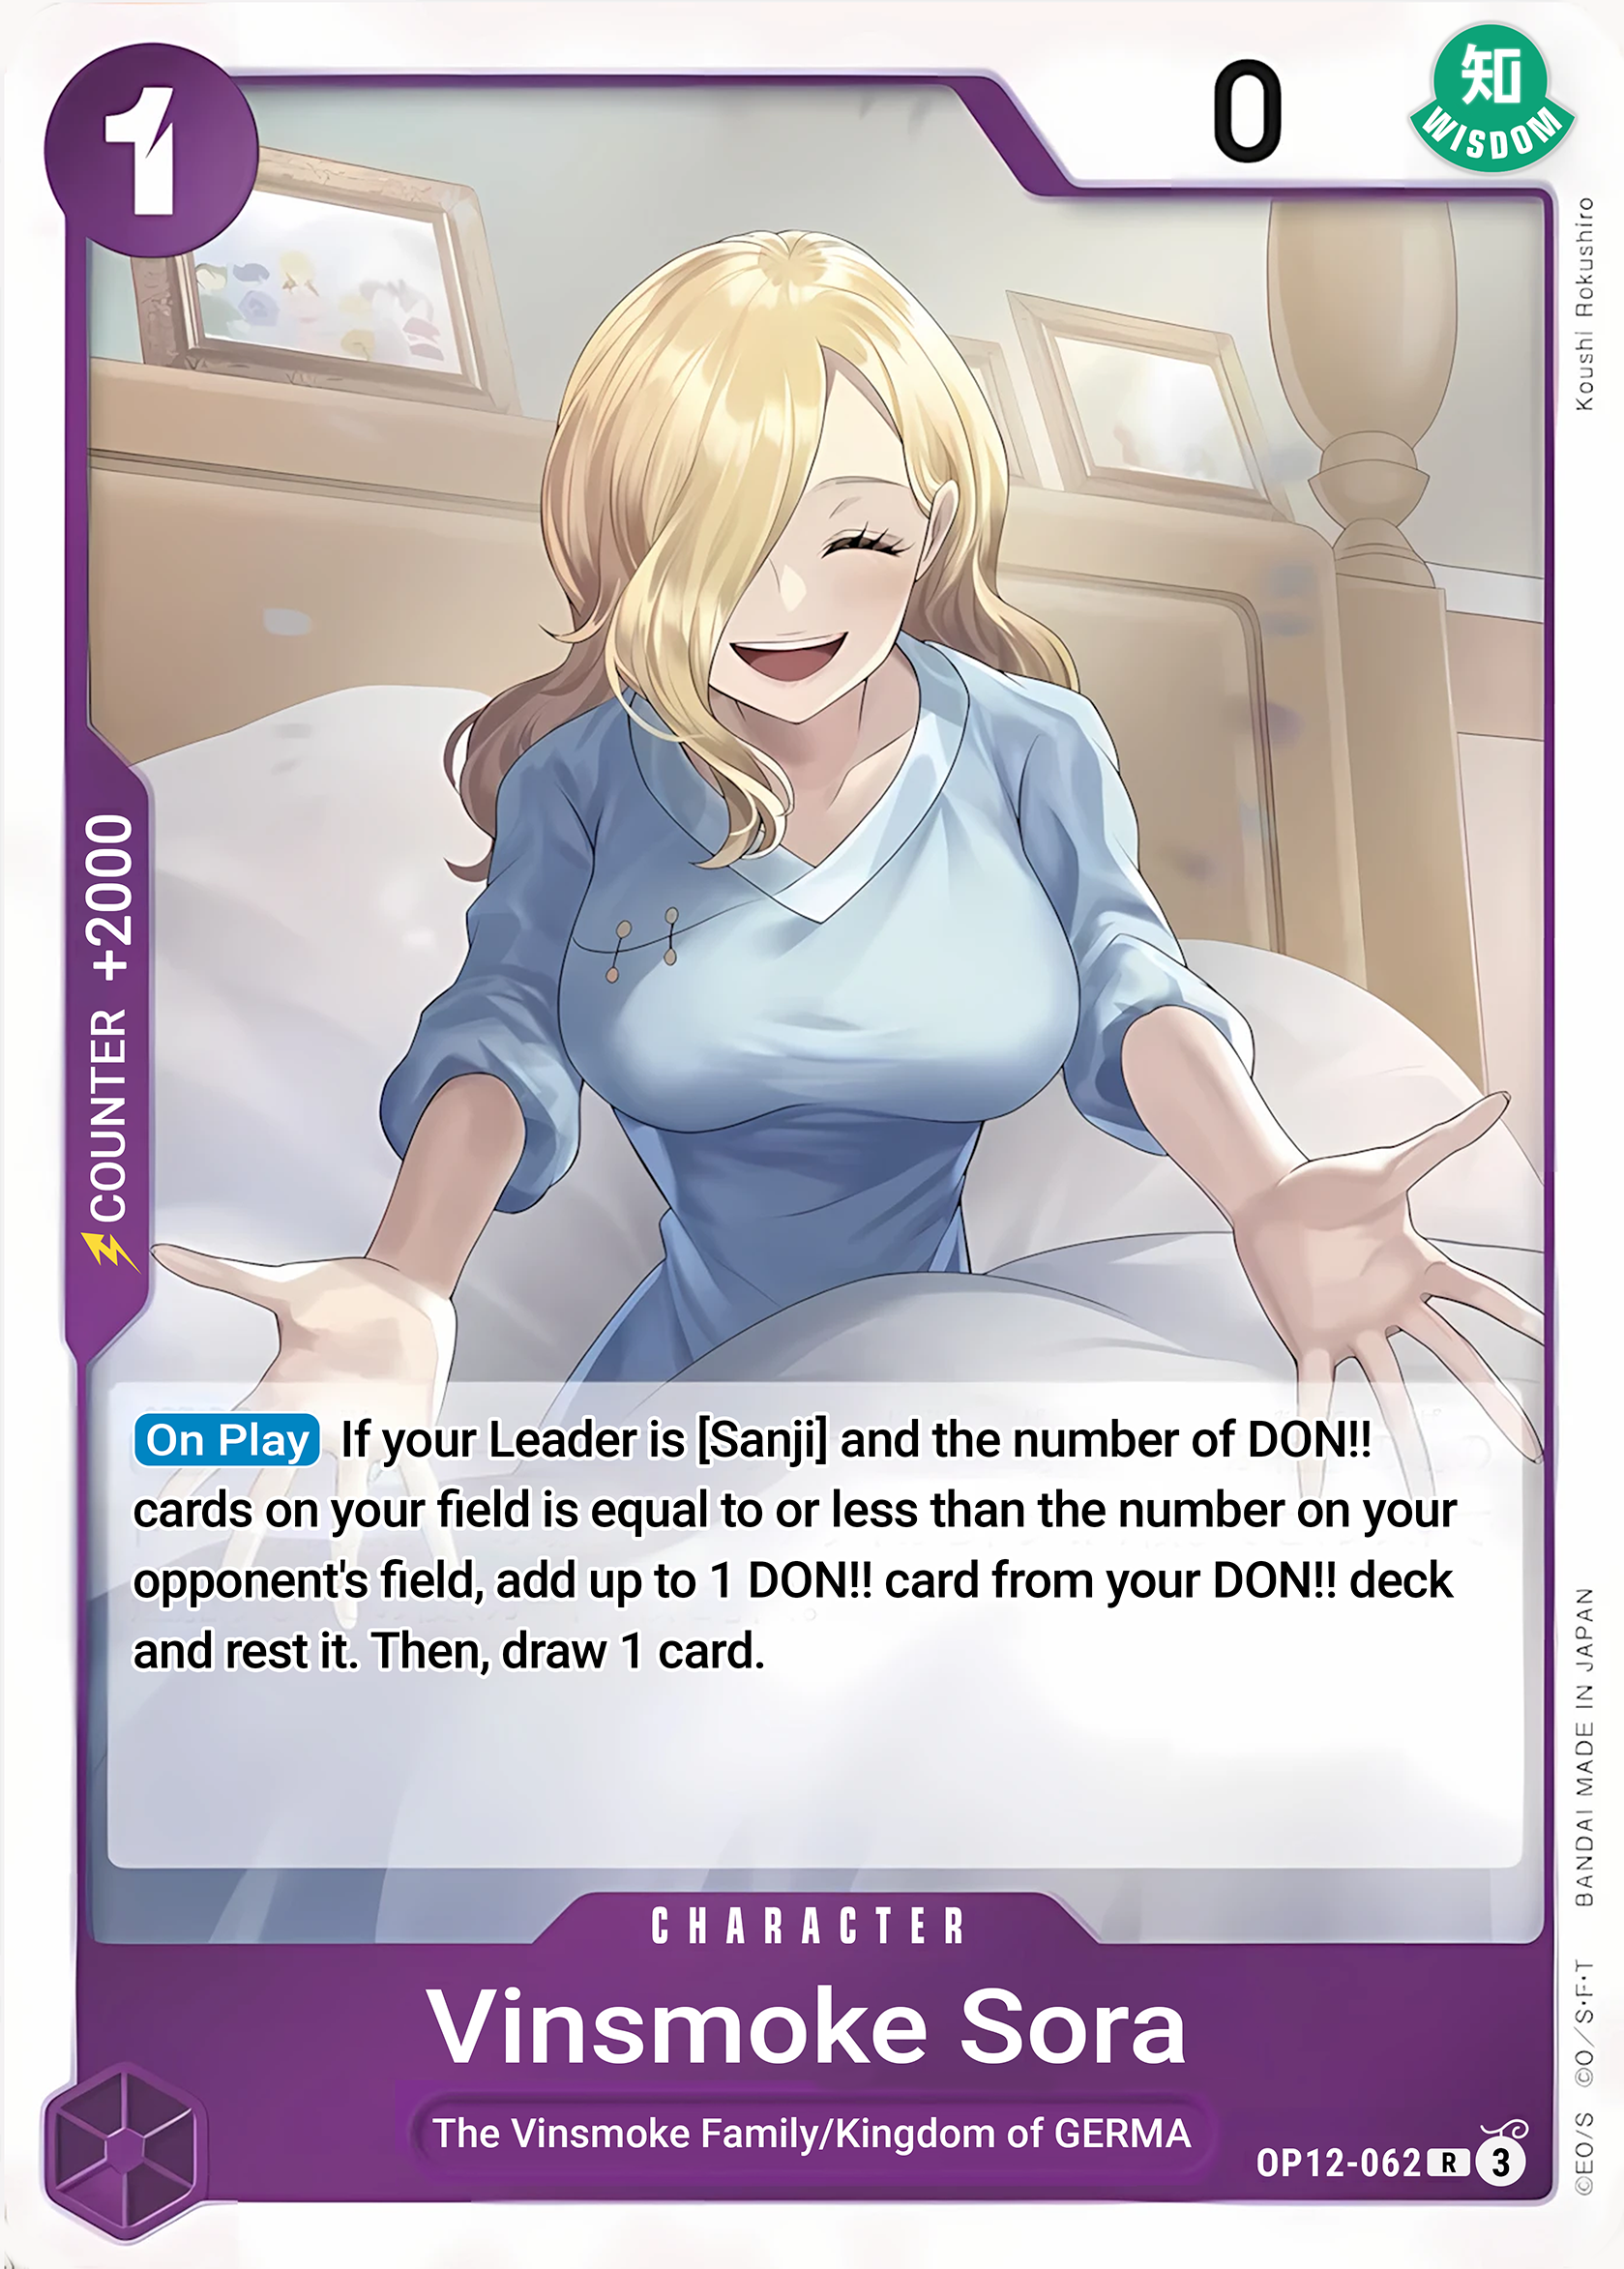 1
0
知
WISDOM
Koushi Rokushiro
COUNTER +2000
On Play If your Leader is [Sanji] and the number of DON!!
cards on your field is equal to or less than the number on your
opponent's field, add up to 1 DON!! card from your DON!! deck
and rest it. Then, draw 1 card.
CHARACTER
Vinsmoke Sora
The Vinsmoke Family/Kingdom of GERMA
OP12-062 R 3
©EO/S ©O/S·F·T BANDAI MADE IN JAPAN